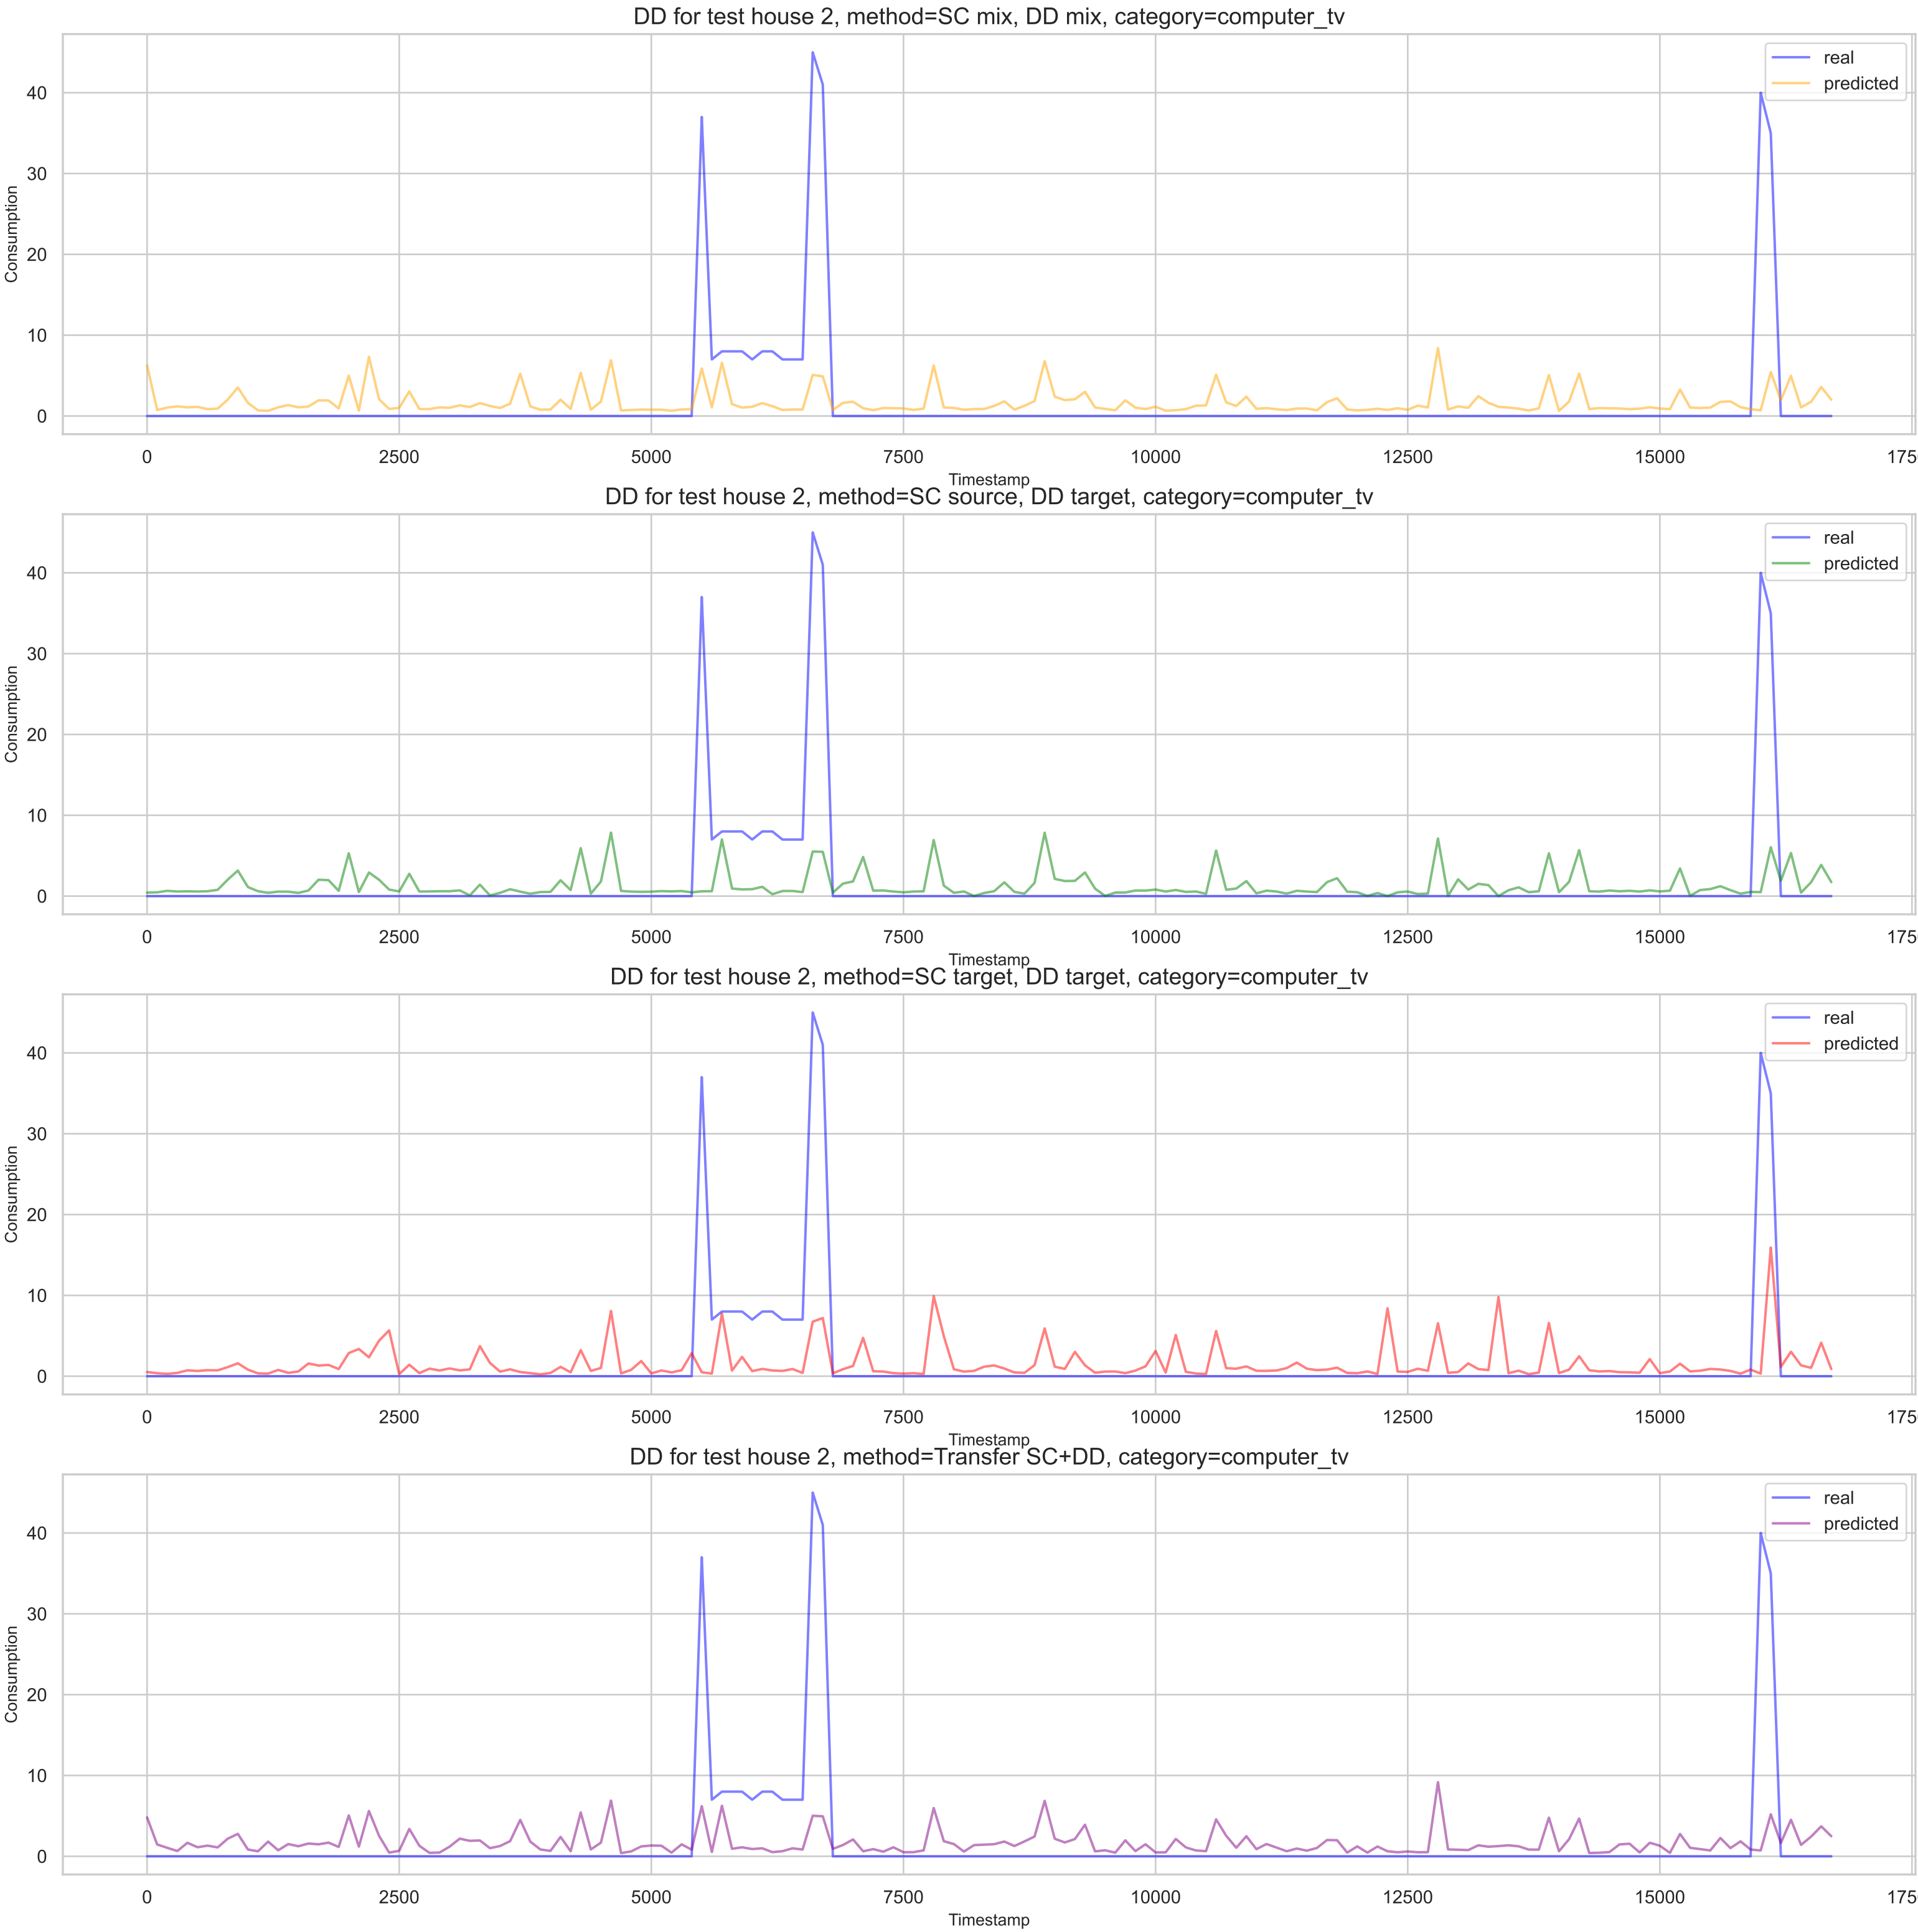 DD for test house 2, method=SC mix, DD mix, category=computer_tv
real
predicted
40
30
20
10
0
Consumption
0 2500 5000 7500 10000 12500 15000 175
Timestamp
DD for test house 2, method=SC source, DD target, category=computer_tv
real
predicted
40
30
20
10
0
Consumption
0 2500 5000 7500 10000 12500 15000 175
Timestamp
DD for test house 2, method=SC target, DD target, category=computer_tv
real
predicted
40
30
20
10
0
Consumption
0 2500 5000 7500 10000 12500 15000 175
Timestamp
DD for test house 2, method=Transfer SC+DD, category=computer_tv
real
predicted
40
30
20
10
0
Consumption
0 2500 5000 7500 10000 12500 15000 175
Timestamp